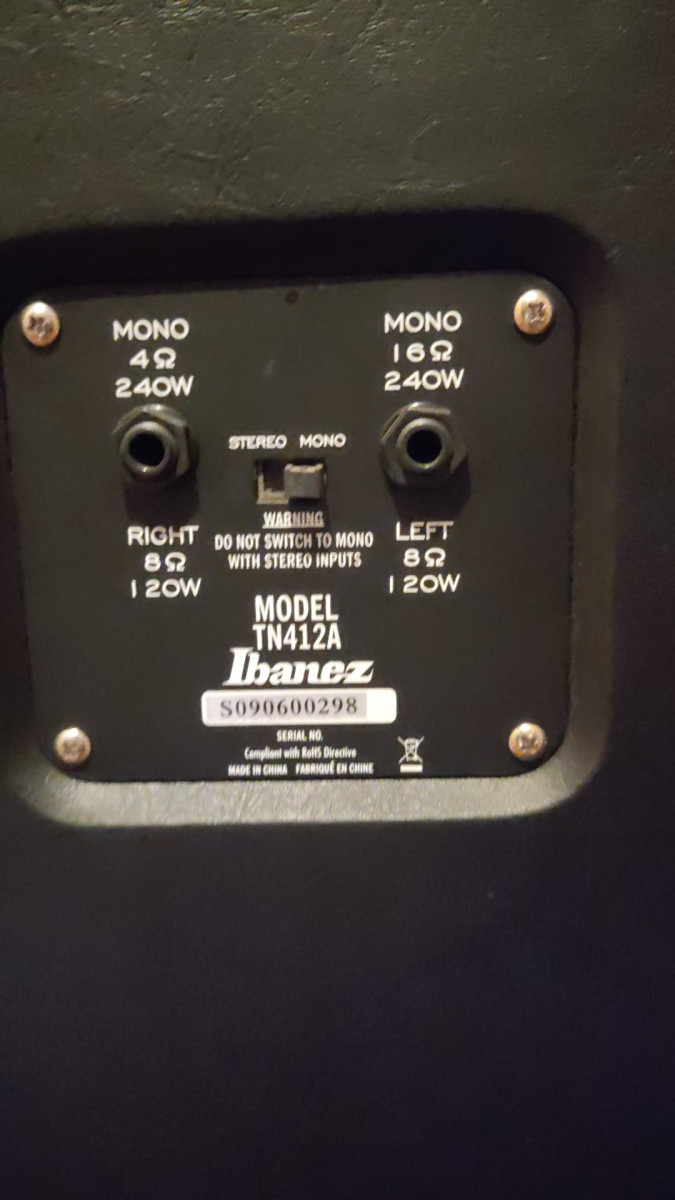 MONO
4Ω
240W
MONO
16Ω
240W
STEREO MONO
WARNING
DO NOT SWITCH TO MONO
WITH STEREO INPUTS
RIGHT
8Ω
120W
LEFT
8Ω
120W
MODEL
TN412A
Ibanez
S090600298
SERIAL NO.
Compliant with RoHS Directive
MADE IN CHINA FABRIQUÉ EN CHINE